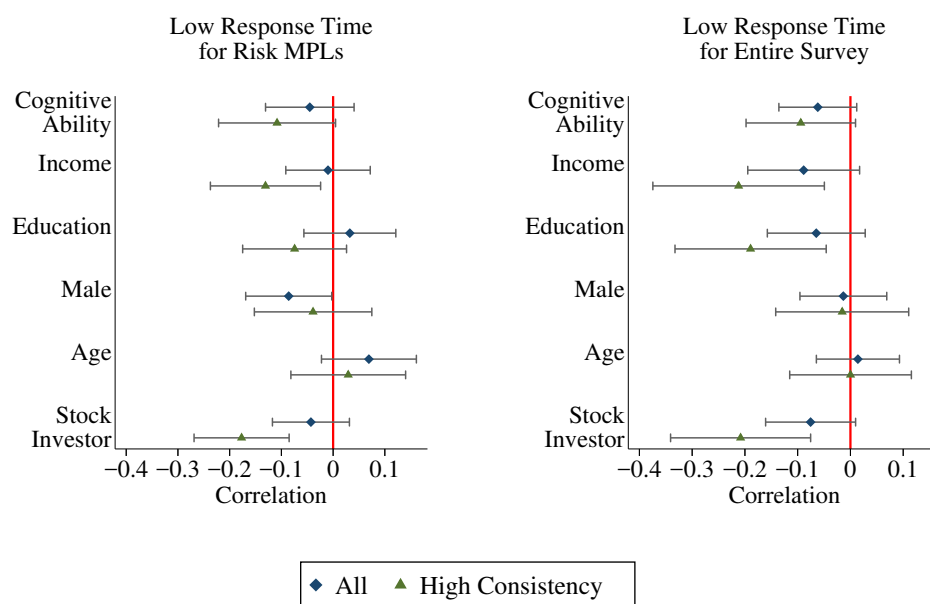 Low Response Time
for Risk MPLs
Cognitive
Ability
Income
Education
Male
Age
Stock
Investor
−0.4 −0.3 −0.2 −0.1 0 0.1
Correlation
Low Response Time
for Entire Survey
Cognitive
Ability
Income
Education
Male
Age
Stock
Investor
−0.4 −0.3 −0.2 −0.1 0 0.1
Correlation
All High Consistency